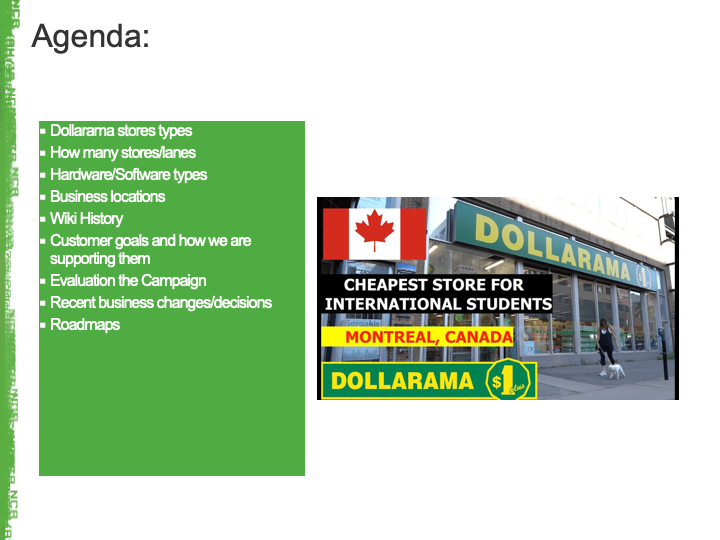 Agenda:
Dollarama stores types
How many stores/lanes
Hardware/Software types
Business locations
Wiki History
Customer goals and how we are
supporting them
Evaluation the Campaign
Recent business changes/decisions
Roadmaps
DOLLARAMA
CHEAPEST STORE FOR
INTERNATIONAL STUDENTS
MONTREAL, CANADA
DOLLARAMA $1 plus